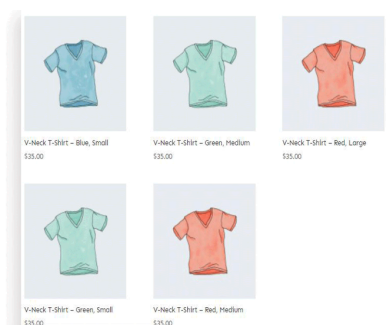 V-Neck T-Shirt – Blue, Small
$35.00
V-Neck T-Shirt – Green, Medium
$35.00
V-Neck T-Shirt – Red, Large
$35.00
V-Neck T-Shirt – Green, Small
$35.00
V-Neck T-Shirt – Red, Medium
$35.00